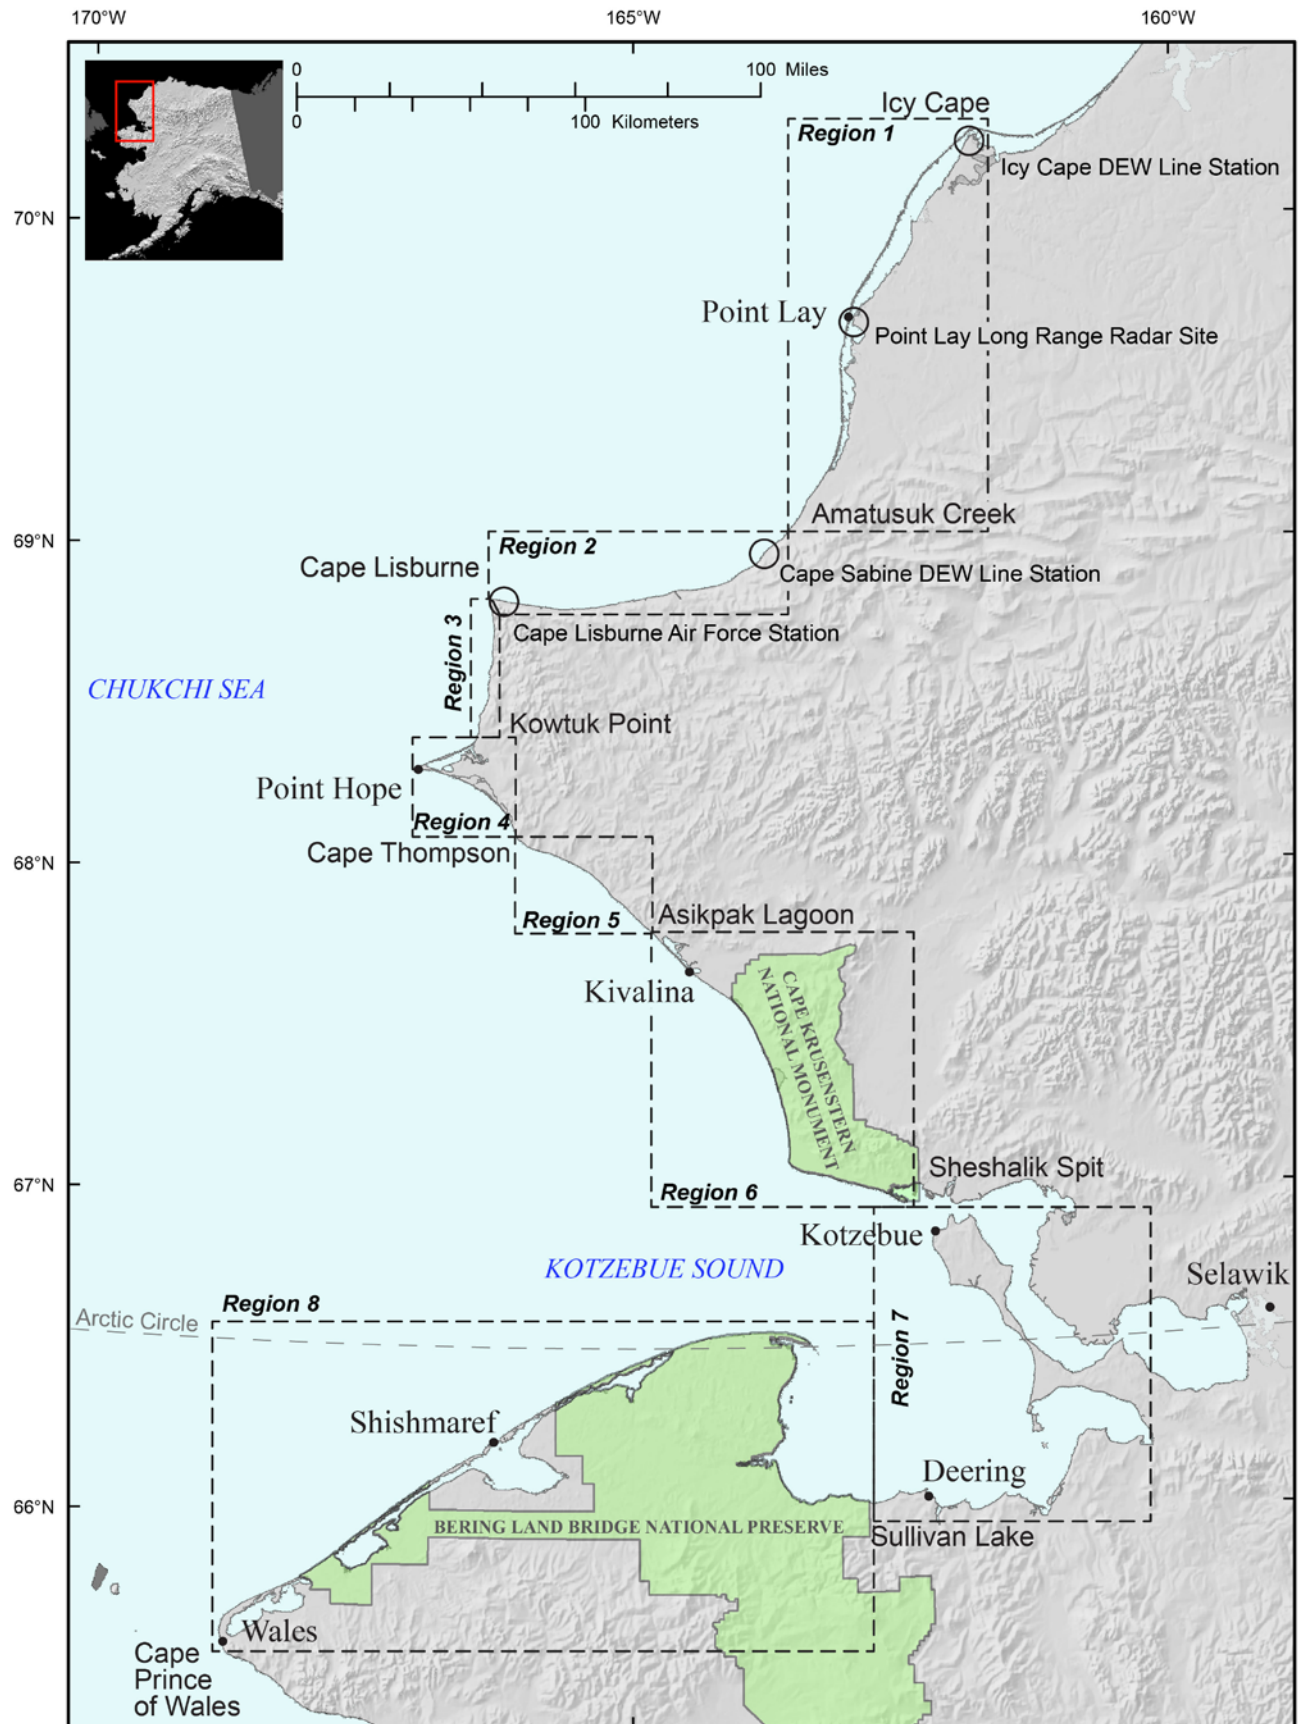 170°W
165°W
160°W
0
100 Miles
0
100 Kilometers
Icy Cape
Region 1
Icy Cape DEW Line Station
70°N
Point Lay
Point Lay Long Range Radar Site
Amatusuk Creek
69°N
Region 2
Cape Lisburne
Cape Sabine DEW Line Station
Cape Lisburne Air Force Station
Region 3
CHUKCHI SEA
Kowtuk Point
Point Hope
Region 4
Cape Thompson
68°N
Region 5
Asikpak Lagoon
Kivalina
CAPE KRUSENSTERN
NATIONAL MONUMENT
Sheshalik Spit
67°N
Region 6
Kotzebue
KOTZEBUE SOUND
Selawik
Region 8
Arctic Circle
Region 7
Shishmaref
Deering
66°N
BERING LAND BRIDGE NATIONAL PRESERVE
Sullivan Lake
Wales
Cape
Prince
of Wales